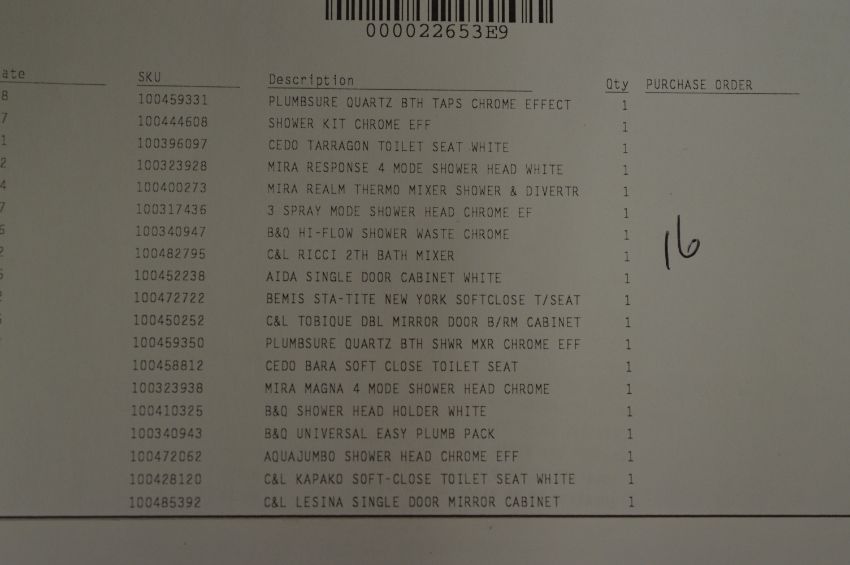 000022653E9
ate SKU Description Qty PURCHASE ORDER
8 100459331 PLUMBSURE QUARTZ BTH TAPS CHROME EFFECT 1
7 100444608 SHOWER KIT CHROME EFF 1
1 100396097 CEDO TARRAGON TOILET SEAT WHITE 1
2 100323928 MIRA RESPONSE 4 MODE SHOWER HEAD WHITE 1
4 100400273 MIRA REALM THERMO MIXER SHOWER & DIVERTR 1
7 100317436 3 SPRAY MODE SHOWER HEAD CHROME EF 1
100340947 B&Q HI-FLOW SHOWER WASTE CHROME 1
16
2 100482795 C&L RICCI 2TH BATH MIXER 1
100452238 AIDA SINGLE DOOR CABINET WHITE 1
100472722 BEMIS STA-TITE NEW YORK SOFTCLOSE T/SEAT 1
100450252 C&L TOBIQUE DBL MIRROR DOOR B/RM CABINET 1
100459350 PLUMBSURE QUARTZ BTH SHWR MXR CHROME EFF 1
100458812 CEDO BARA SOFT CLOSE TOILET SEAT 1
100323938 MIRA MAGNA 4 MODE SHOWER HEAD CHROME 1
100410325 B&Q SHOWER HEAD HOLDER WHITE 1
100340943 B&Q UNIVERSAL EASY PLUMB PACK 1
100472062 AQUAJUMBO SHOWER HEAD CHROME EFF 1
100428120 C&L KAPAKO SOFT-CLOSE TOILET SEAT WHITE 1
100485392 C&L LESINA SINGLE DOOR MIRROR CABINET 1